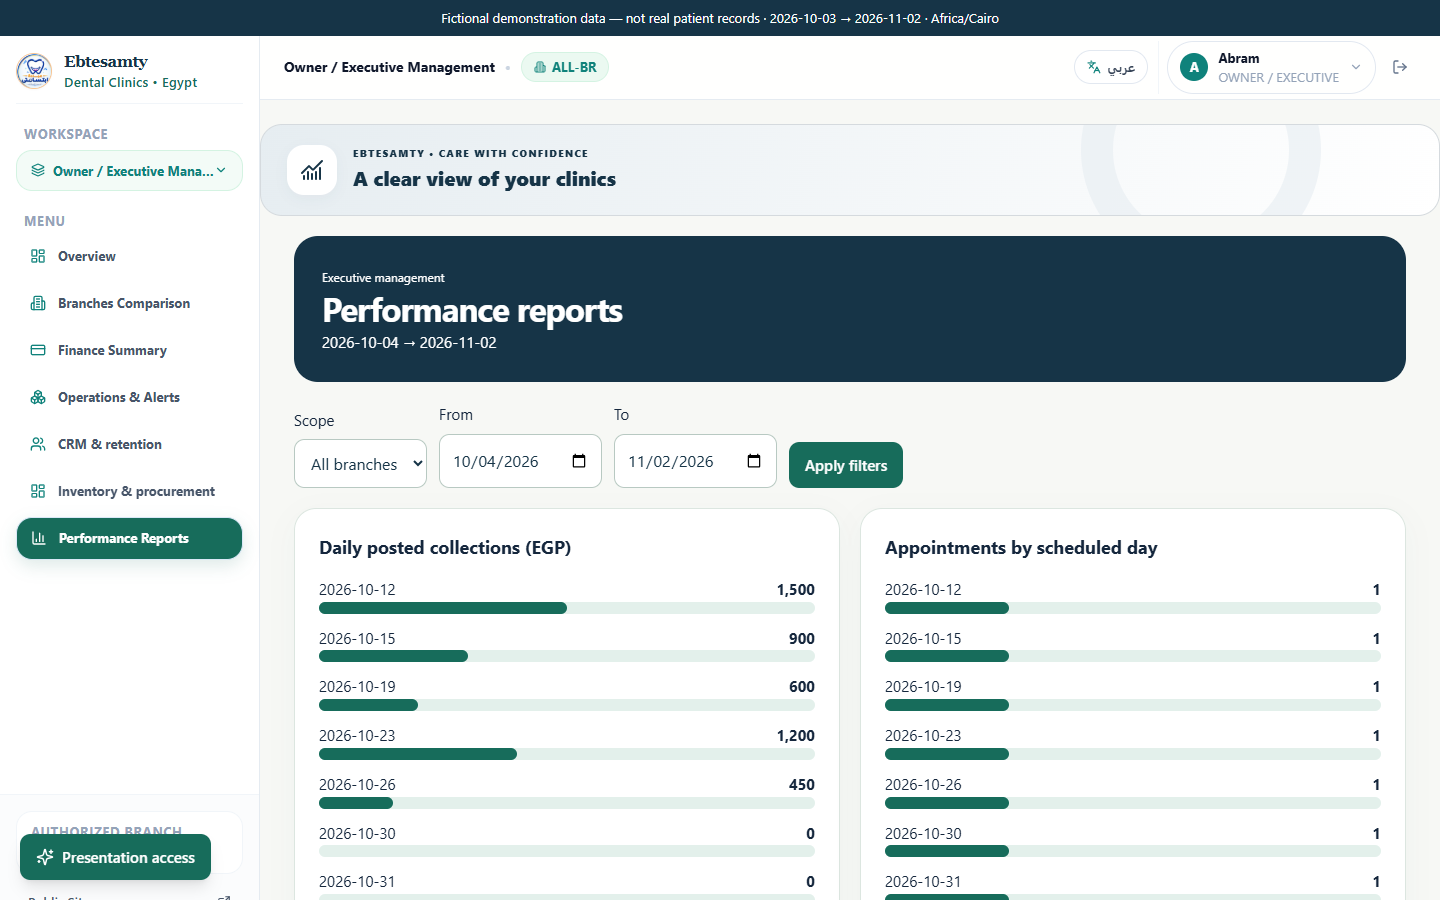 Fictional demonstration data — not real patient records · 2026-10-03 → 2026-11-02 · Africa/Cairo
Ebtesamty
Dental Clinics • Egypt
Owner / Executive Management • ALL-BR
عربي
A
Abram
OWNER / EXECUTIVE
WORKSPACE
Owner / Executive Mana...
MENU
Overview
Branches Comparison
Finance Summary
Operations & Alerts
CRM & retention
Inventory & procurement
Performance Reports
AUTHORIZED BRANCH
Presentation access
EBTESAMTY • CARE WITH CONFIDENCE
A clear view of your clinics
Executive management
Performance reports
2026-10-04 → 2026-11-02
Scope
All branches
From
10/04/2026
To
11/02/2026
Apply filters
Daily posted collections (EGP)
2026-10-12 1,500
2026-10-15 900
2026-10-19 600
2026-10-23 1,200
2026-10-26 450
2026-10-30 0
2026-10-31 0
Appointments by scheduled day
2026-10-12 1
2026-10-15 1
2026-10-19 1
2026-10-23 1
2026-10-26 1
2026-10-30 1
2026-10-31 1